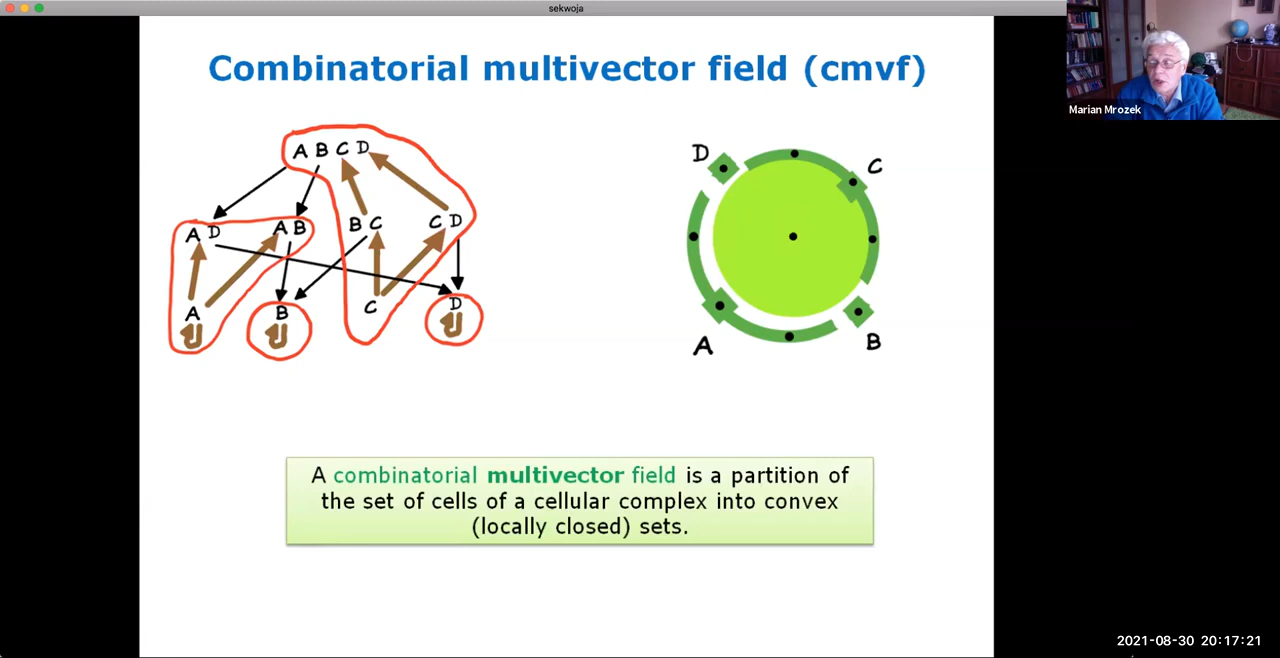 sekwoja
Combinatorial multivector field (cmvf)
Marian Mrozek
A B C D
A D A B B C C D
A B C D
D C
A B
A combinatorial multivector field is a partition of
the set of cells of a cellular complex into convex
(locally closed) sets.
2021-08-30 20:17:21